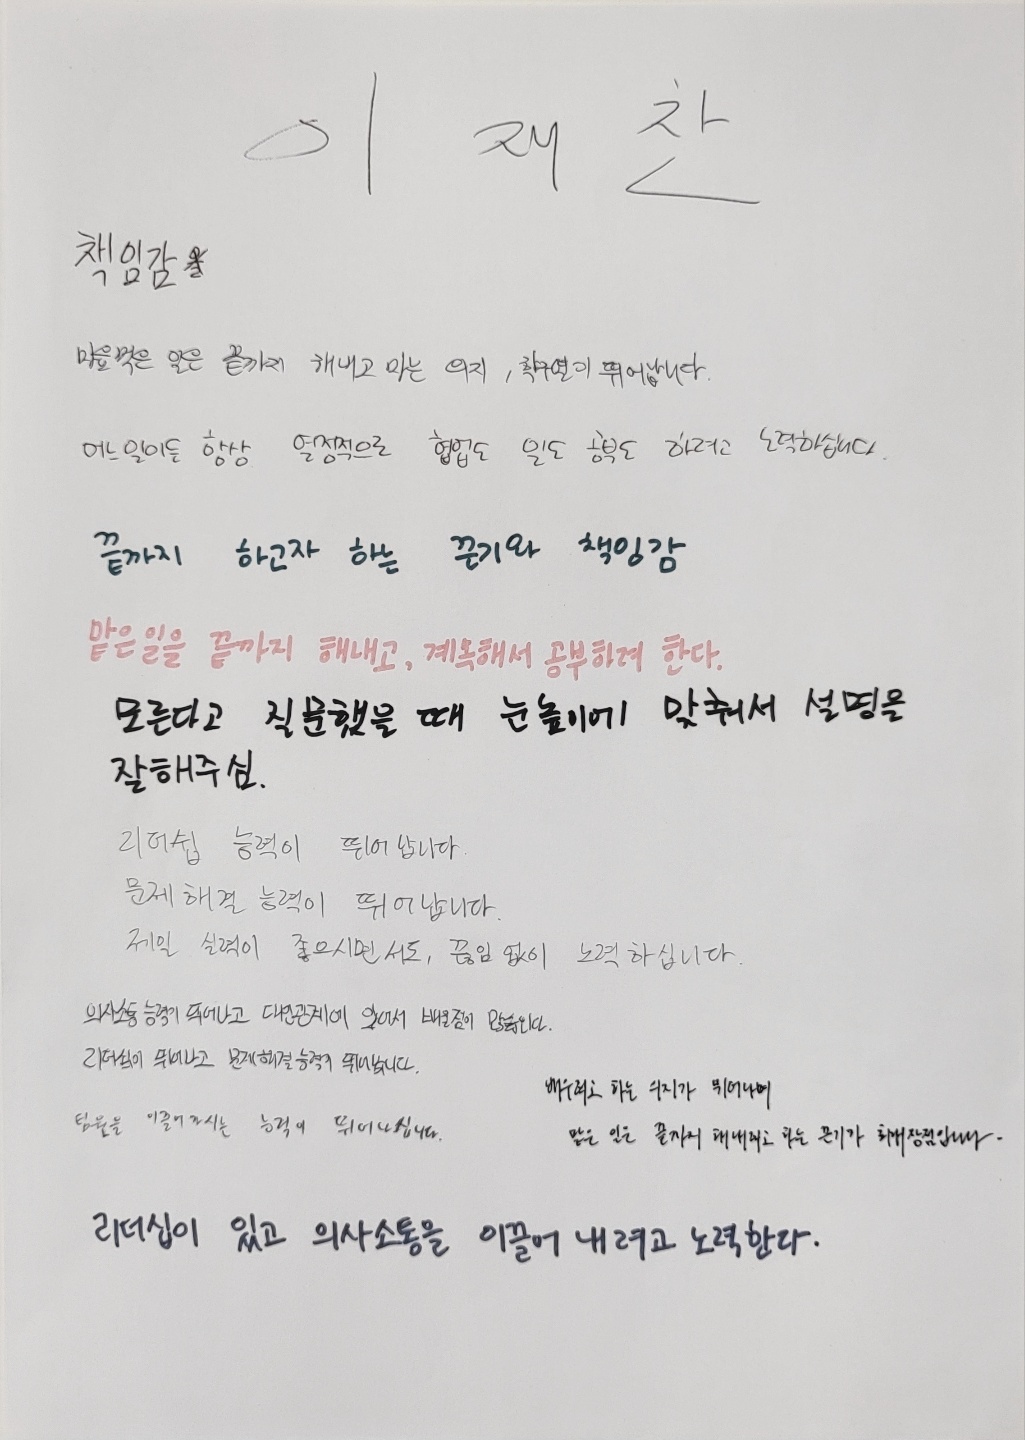 이 재 찬
책임감
마음먹은 일은 끝까지 해내고 마는 의지, 학구열이 뛰어납니다.
어느일이든 항상 열정적으로 협업도 일도 공부도 하려고 노력하십니다.
끝까지 하고자 하는 끈기와 책임감
맡은일을 끝까지 해내고, 계속해서 공부하려 한다.
모른다고 질문했을 때 눈높이에 맞춰서 설명을
잘해주심.
리더쉽 능력이 뛰어납니다.
문제해결 능력이 뛰어납니다.
제일 실력이 좋으시면서도, 끊임없이 노력하십니다.
의사소통능력이 뛰어나고 대인관계에 있어서 배울점이 많습니다.
리더쉽이 뛰어나고 문제해결능력이 뛰어납니다.
배우려고 하는 의지가 뛰어나며
팀원을 이끌어가시는 능력이 뛰어나십니다.
맡은 일은 끝까지 해내려고 하는 끈기가 최대장점입니다.
리더십이 있고 의사소통을 이끌어 내려고 노력한다.